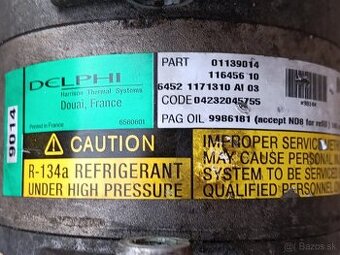 DELPHI
Harrison Thermal Systems
Douai, France
Printed in France
6560601
PART 01139014
116456 10
6452 1171310 AI 03
CODE 04232045755
PAG OIL 9986181 (accept ND8 for
9014
CAUTION
R-134a REFRIGERANT
UNDER HIGH PRESSURE
IMPROPER SERVICE
MAY CAUSE PERSONAL
SYSTEM TO BE SERVICED
QUALIFIED PERSONNEL
Bazos.sk